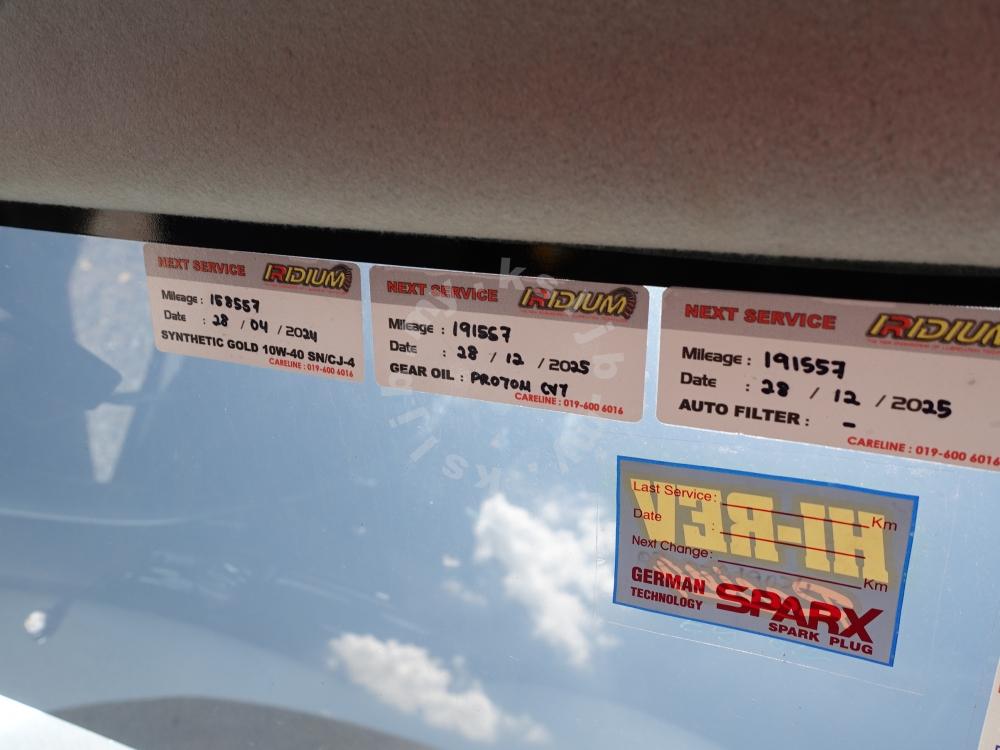 NEXT SERVICE IRIDIUM
Mileage : 158557
Date : 28 / 04 / 2024
SYNTHETIC GOLD 10W-40 SN/CJ-4
CARELINE : 019-600 6016
NEXT SERVICE IRIDIUM
Mileage : 191557
Date : 28 / 12 / 2025
GEAR OIL : PROTON CVT
CARELINE : 019-600 6016
NEXT SERVICE IRIDIUM
Mileage : 191557
Date : 28 / 12 / 2025
AUTO FILTER : -
CARELINE : 019-600 6016
HI-REV
Last Service: Km
Date :
Next Change: Km
GERMAN
TECHNOLOGY
SPARX
SPARK PLUG